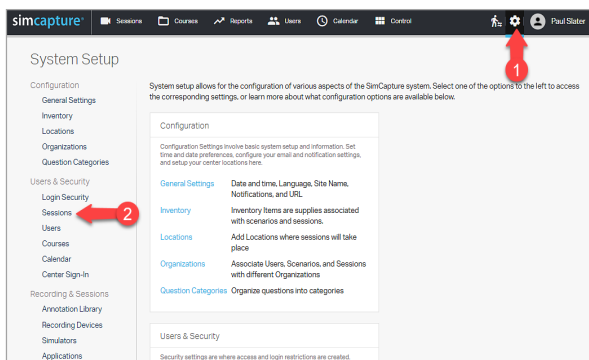 simcapture®
Sessions
Courses
Reports
Users
Calendar
Control
Paul Slater
1
System Setup
Configuration
General Settings
Inventory
Locations
Organizations
Question Categories
Users & Security
Login Security
Sessions
2
Users
Courses
Calendar
Center Sign-In
Recording & Sessions
Annotation Library
Recording Devices
Simulators
Applications
System setup allows for the configuration of various aspects of the SimCapture system. Select one of the options to the left to access
the corresponding settings, or learn more about what configuration options are available below.
Configuration
Configuration Settings involve basic system setup and information. Set
time and date preferences, configure your email and notification settings,
and setup your center locations here.
General Settings Date and time, Language, Site Name,
Notifications, and URL
Inventory Inventory Items are supplies associated
with scenarios and sessions.
Locations Add Locations where sessions will take
place
Organizations Associate Users, Scenarios, and Sessions
with different Organizations
Question Categories Organize questions into categories
Users & Security
Security settings are where access and login restrictions are created.